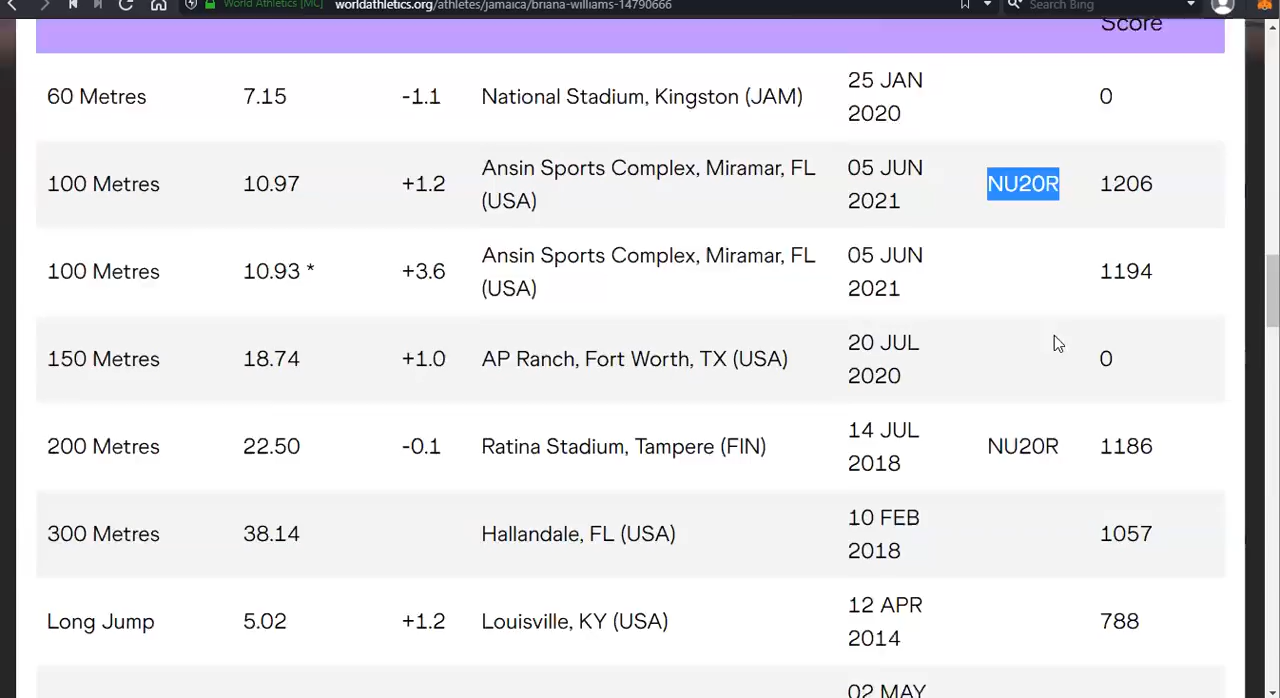 World Athletics [MC]
worldathletics.org/athletes/jamaica/briana-williams-14790666
Search Bing
Score
60 Metres 7.15 -1.1 National Stadium, Kingston (JAM) 25 JAN 2020 0
100 Metres 10.97 +1.2 Ansin Sports Complex, Miramar, FL (USA) 05 JUN 2021 NU20R 1206
100 Metres 10.93 * +3.6 Ansin Sports Complex, Miramar, FL (USA) 05 JUN 2021 1194
150 Metres 18.74 +1.0 AP Ranch, Fort Worth, TX (USA) 20 JUL 2020 0
200 Metres 22.50 -0.1 Ratina Stadium, Tampere (FIN) 14 JUL 2018 NU20R 1186
300 Metres 38.14 Hallandale, FL (USA) 10 FEB 2018 1057
Long Jump 5.02 +1.2 Louisville, KY (USA) 12 APR 2014 788
02 MAY